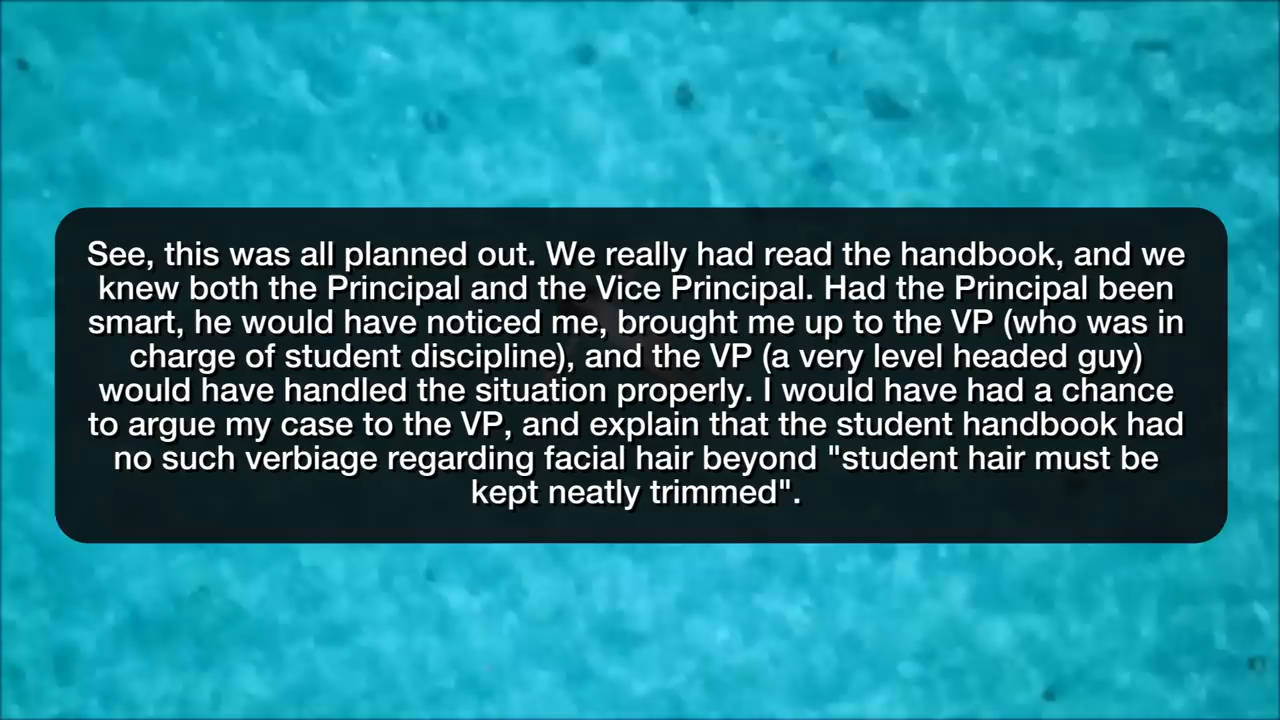 See, this was all planned out. We really had read the handbook, and we
knew both the Principal and the Vice Principal. Had the Principal been
smart, he would have noticed me, brought me up to the VP (who was in
charge of student discipline), and the VP (a very level headed guy)
would have handled the situation properly. I would have had a chance
to argue my case to the VP, and explain that the student handbook had
no such verbiage regarding facial hair beyond "student hair must be
kept neatly trimmed".